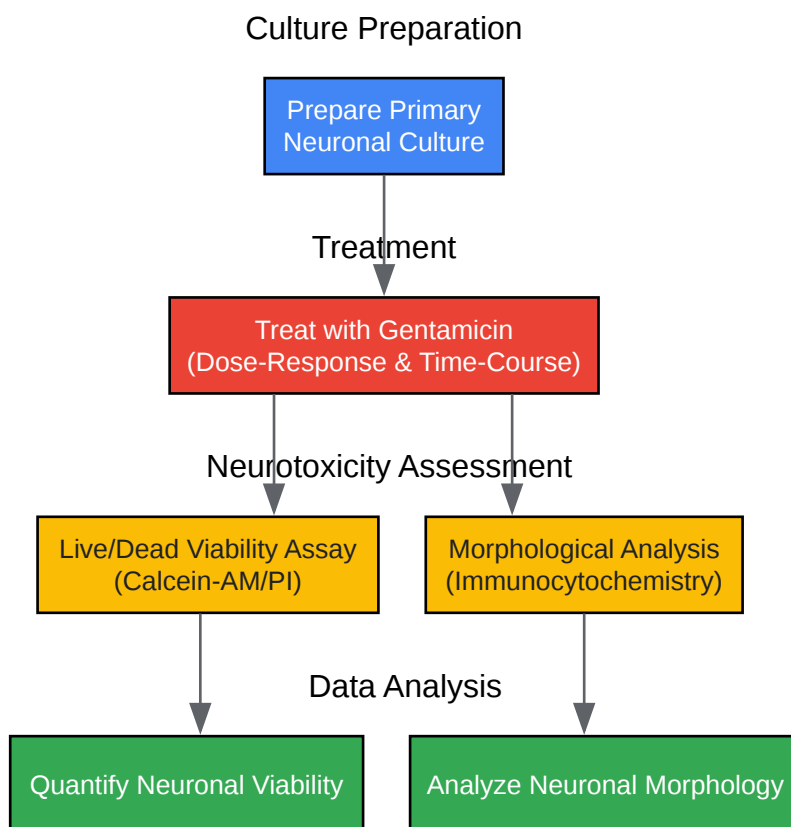 Culture Preparation
Prepare Primary
Neuronal Culture
Treatment
Treat with Gentamicin
(Dose-Response & Time-Course)
Neurotoxicity Assessment
Live/Dead Viability Assay
(Calcein-AM/PI)
Morphological Analysis
(Immunocytochemistry)
Data Analysis
Quantify Neuronal Viability
Analyze Neuronal Morphology